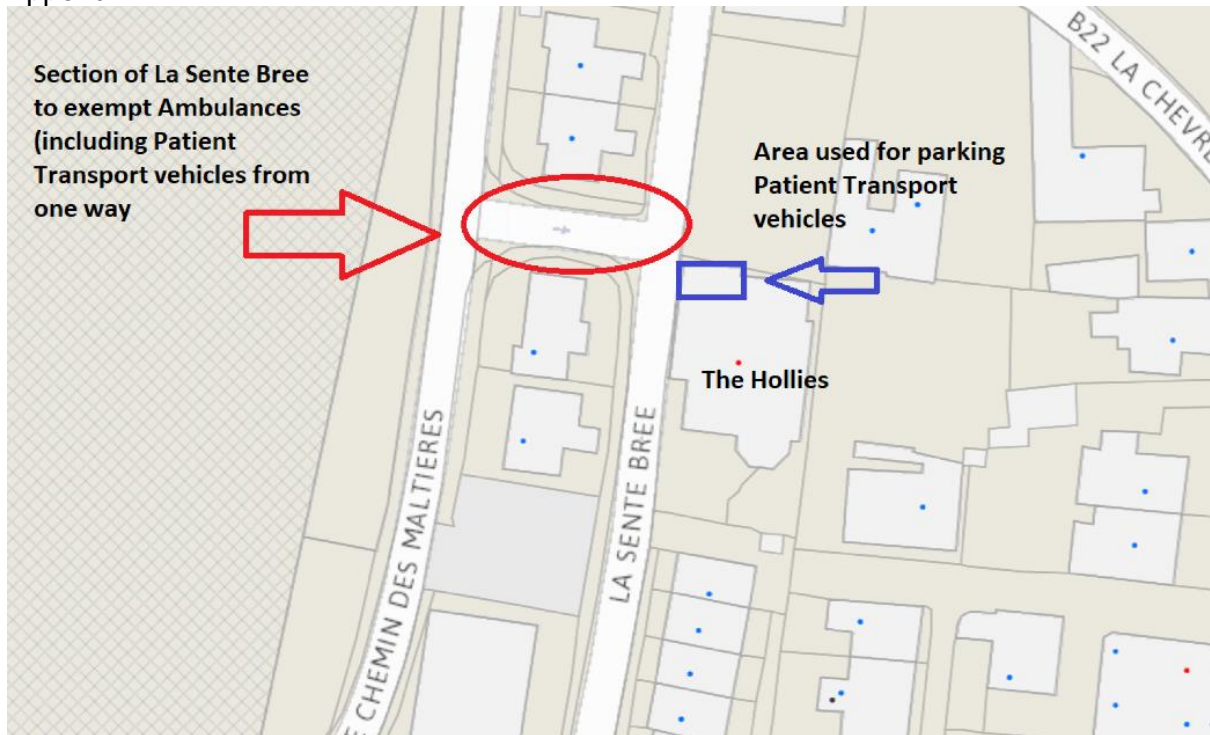 Section of La Sente Bree
to exempt Ambulances
(including Patient
Transport vehicles from
one way
Area used for parking
Patient Transport
vehicles
B22 LA CHEVRE
The Hollies
LA SENTE BREE
E CHEMIN DES MALTIERES